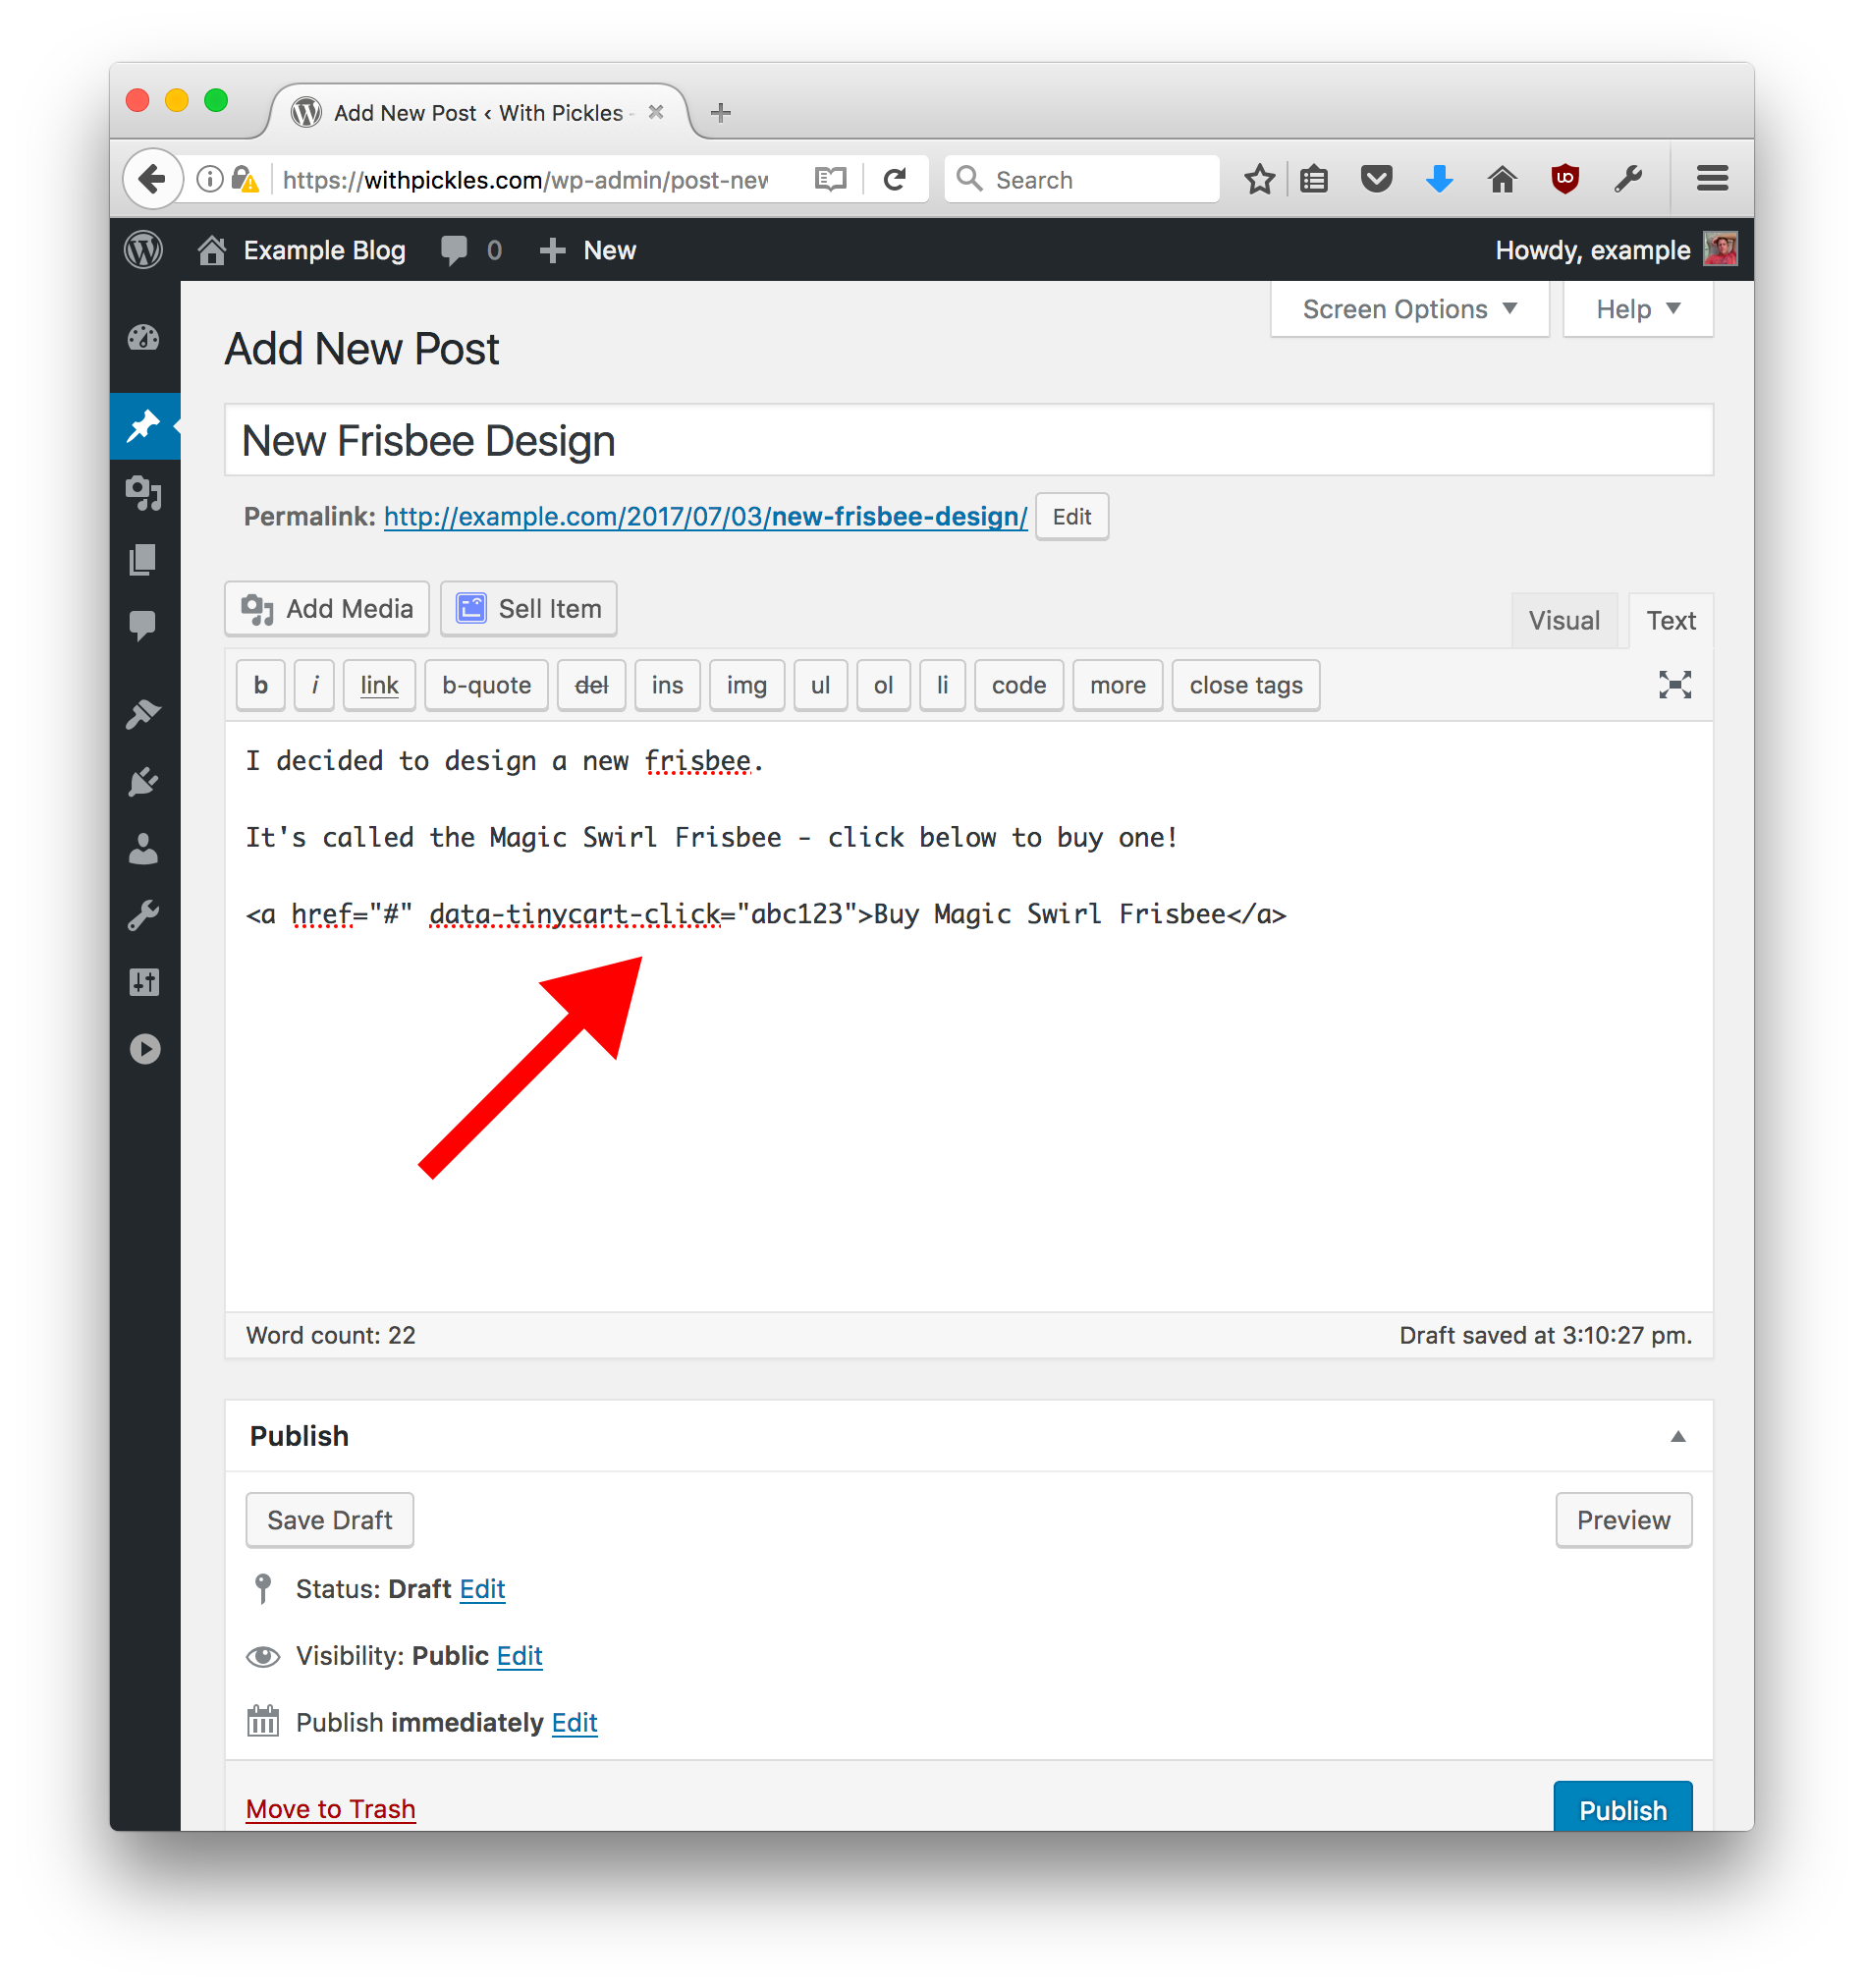 Add New Post ‹ With Pickles -
https://withpickles.com/wp-admin/post-new
Search
Example Blog 0 New Howdy, example
Screen Options Help
Add New Post
New Frisbee Design
Permalink: http://example.com/2017/07/03/new-frisbee-design/ Edit
Add Media Sell Item
Visual Text
b i link b-quote del ins img ul ol li code more close tags
I decided to design a new frisbee.
It's called the Magic Swirl Frisbee - click below to buy one!
<a href="#" data-tinycart-click="abc123">Buy Magic Swirl Frisbee</a>
Word count: 22 Draft saved at 3:10:27 pm.
Publish
Save Draft Preview
Status: Draft Edit
Visibility: Public Edit
Publish immediately Edit
Move to Trash Publish